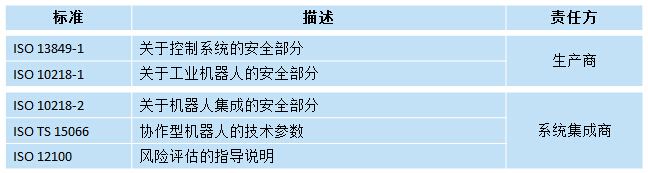 标准 描述 责任方
ISO 13849-1 关于控制系统的安全部分
生产商
ISO 10218-1 关于工业机器人的安全部分
ISO 10218-2 关于机器人集成的安全部分
ISO TS 15066 协作型机器人的技术参数
系统集成商
ISO 12100 风险评估的指导说明